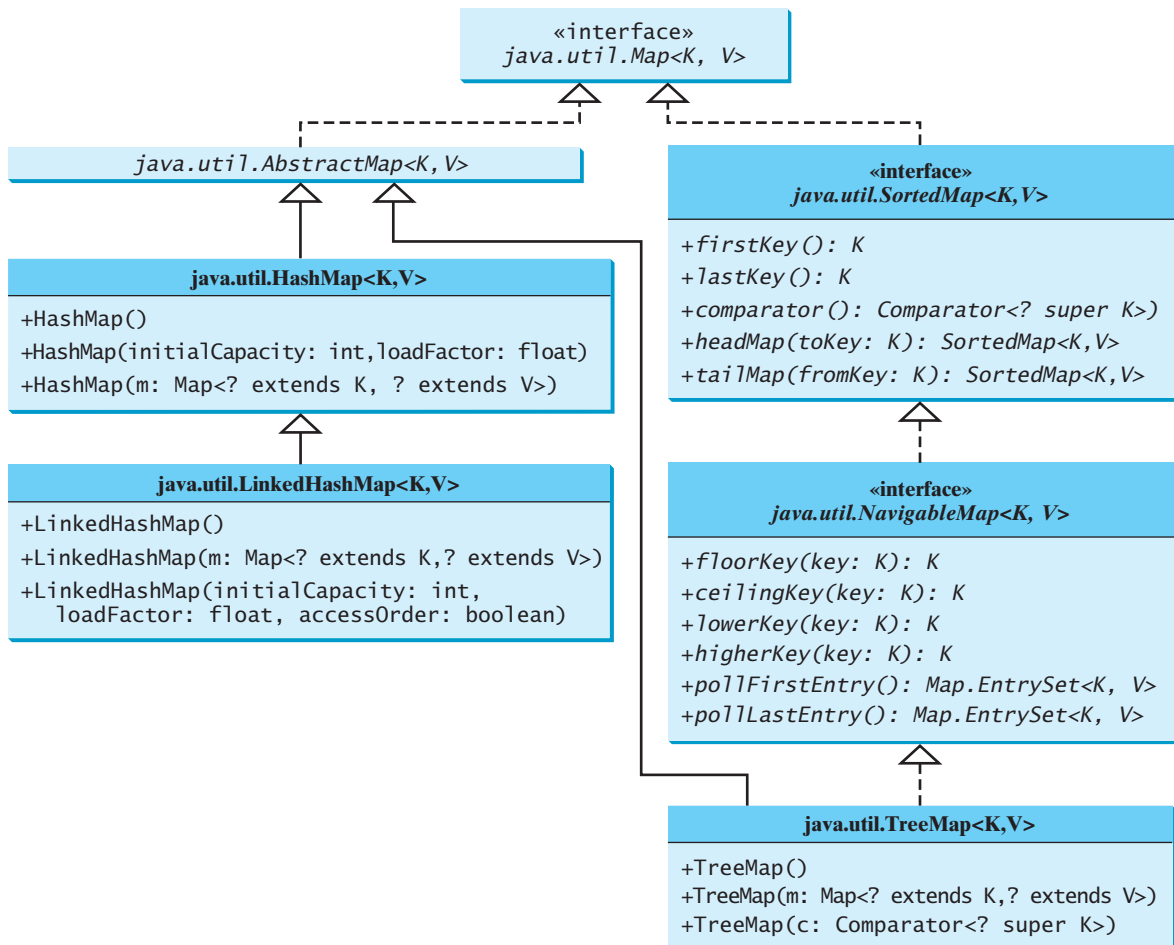 «interface»
java.util.Map<K, V>
java.util.AbstractMap<K,V>
java.util.HashMap<K,V>
+HashMap()
+HashMap(initialCapacity: int,loadFactor: float)
+HashMap(m: Map<? extends K, ? extends V>)
java.util.LinkedHashMap<K,V>
+LinkedHashMap()
+LinkedHashMap(m: Map<? extends K,? extends V>)
+LinkedHashMap(initialCapacity: int,
loadFactor: float, accessOrder: boolean)
«interface»
java.util.SortedMap<K,V>
+firstKey(): K
+lastKey(): K
+comparator(): Comparator<? super K>)
+headMap(toKey: K): SortedMap<K,V>
+tailMap(fromKey: K): SortedMap<K,V>
«interface»
java.util.NavigableMap<K, V>
+floorKey(key: K): K
+ceilingKey(key: K): K
+lowerKey(key: K): K
+higherKey(key: K): K
+pollFirstEntry(): Map.EntrySet<K, V>
+pollLastEntry(): Map.EntrySet<K, V>
java.util.TreeMap<K,V>
+TreeMap()
+TreeMap(m: Map<? extends K,? extends V>)
+TreeMap(c: Comparator<? super K>)